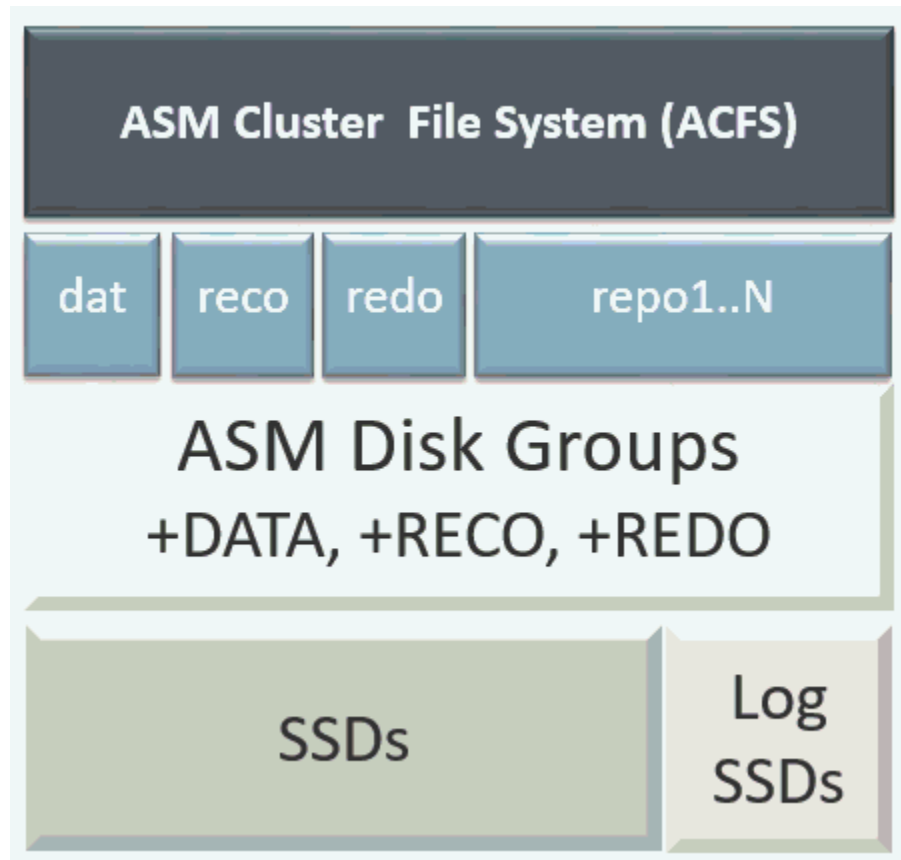 ASM Cluster File System (ACFS)
dat reco redo repo1..N
ASM Disk Groups
+DATA, +RECO, +REDO
SSDs
Log
SSDs